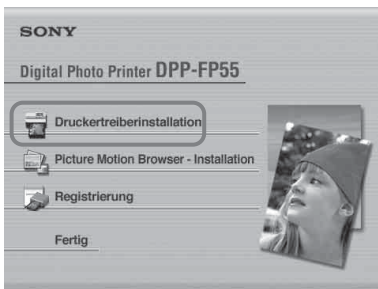 SONY
Digital Photo Printer DPP-FP55
Druckertreiberinstallation
Picture Motion Browser - Installation
Registrierung
Fertig